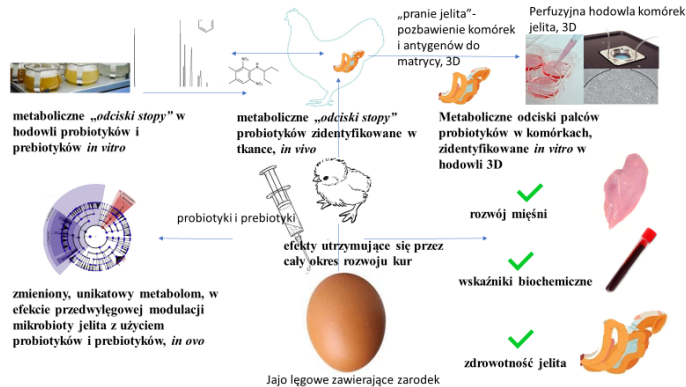 „pranie jelita”-
pozbawienie komórek
i antygenów do
matrycy, 3D
Perfuzyjna hodowla komórek
jelita, 3D
metaboliczne „odciski stopy” w
hodowli probiotyków i
prebiotyków in vitro
metaboliczne „odciski stopy”
probiotyków zidentyfikowane w
tkance, in vivo
Metaboliczne odciski palców
probiotyków w komórkach,
zidentyfikowane in vitro w
hodowli 3D
probiotyki i prebiotyki
efekty utrzymujące się przez
cały okres rozwoju kur
rozwój mięśni
wskaźniki biochemiczne
zdrowotność jelita
zmieniony, unikatowy metabolom, w
efekcie przedwylęgowej modulacji
mikrobioty jelita z użyciem
probiotyków i prebiotyków, in ovo
Jajo lęgowe zawierające zarodek